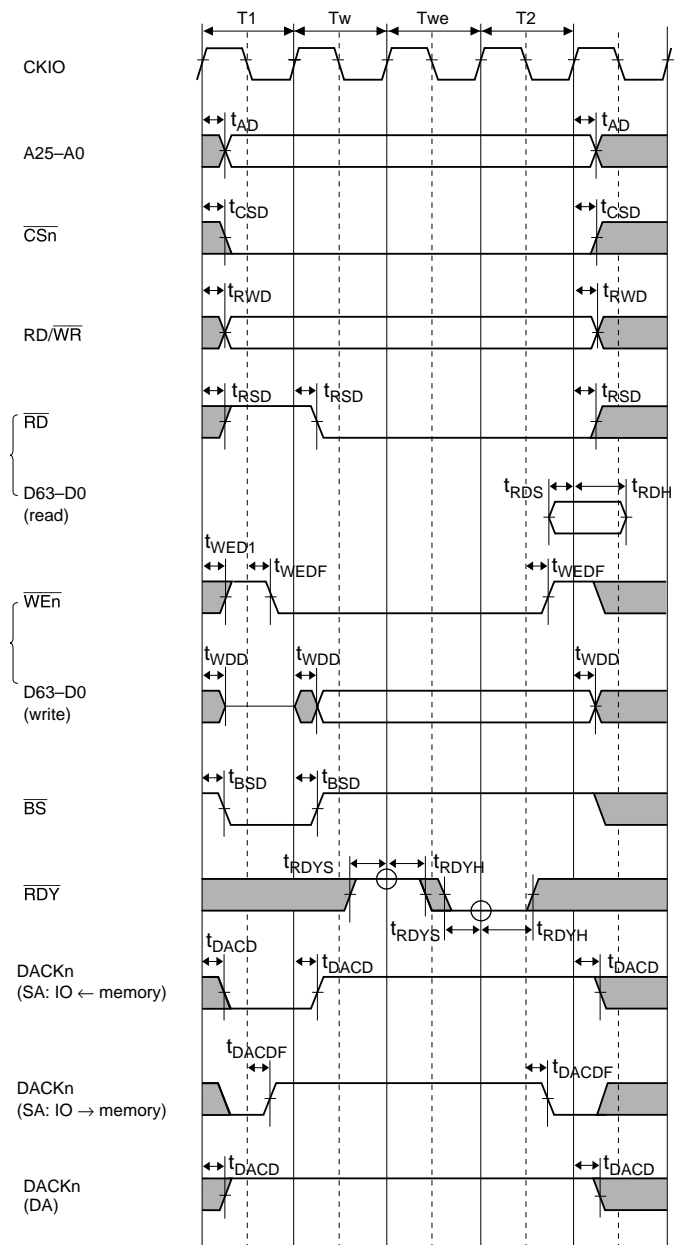 T1 Tw Twe T2
CKIO
tAD tAD
A25–A0
tCSD tCSD
CSn
tRWD tRWD
RD/WR
tRSD tRSD tRSD
RD
D63–D0
(read)
tRDS tRDH
tWED1 tWEDF tWEDF
WEn
tWDD tWDD tWDD
D63–D0
(write)
tBSD tBSD
BS
tRDYS tRDYH
RDY
tRDYS tRDYH
tDACD tDACD tDACD
DACKn
(SA: IO ← memory)
tDACDF tDACDF
DACKn
(SA: IO → memory)
tDACD tDACD
DACKn
(DA)